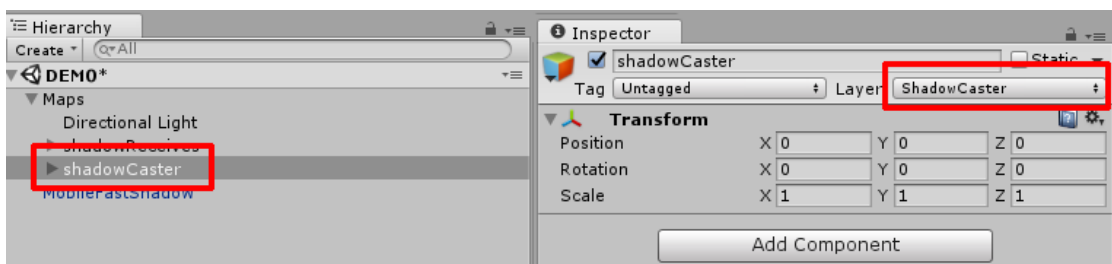 Hierarchy
Create
All
DEMO*
Maps
Directional Light
shadowReceives
shadowCaster
MobileFastShadow
Inspector
shadowCaster
Static
Tag Untagged Layer ShadowCaster
Transform
Position X 0 Y 0 Z 0
Rotation X 0 Y 0 Z 0
Scale X 1 Y 1 Z 1
Add Component